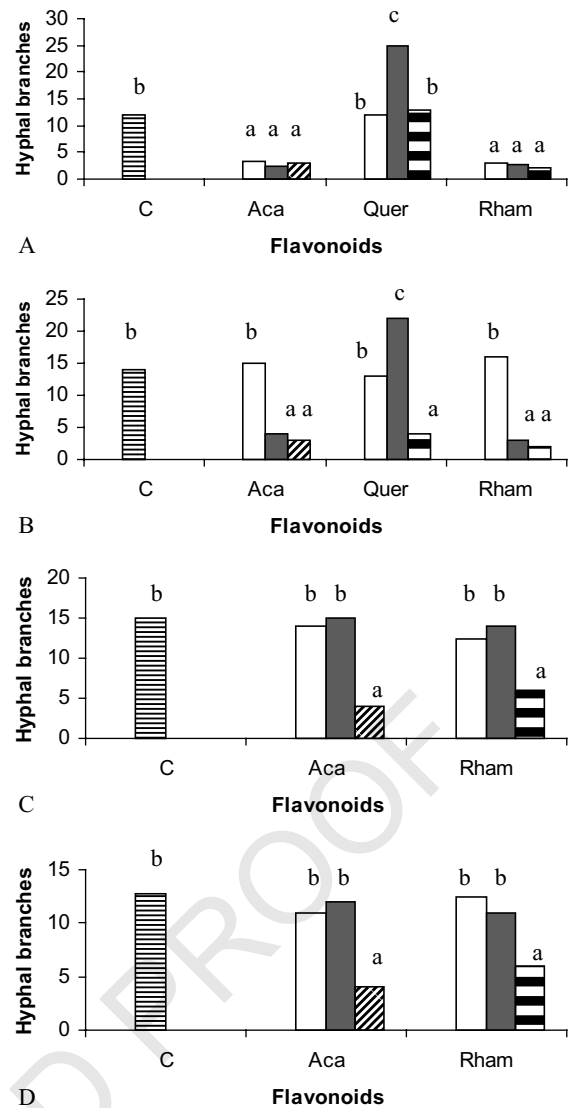 30
25
20
15
10
5
0
Hyphal branches
b
a a a
b
c
b
a a a
C Aca Quer Rham
A
Flavonoids
25
20
15
10
5
0
Hyphal branches
b
b
a a
b
c
a
b
a a
C Aca Quer Rham
B
Flavonoids
20
15
10
5
0
Hyphal branches
b
b b
a
b b
a
C Aca Rham
C
Flavonoids
15
10
5
0
Hyphal branches
b
b b
a
b b
a
C Aca Rham
D
Flavonoids
D PROOF